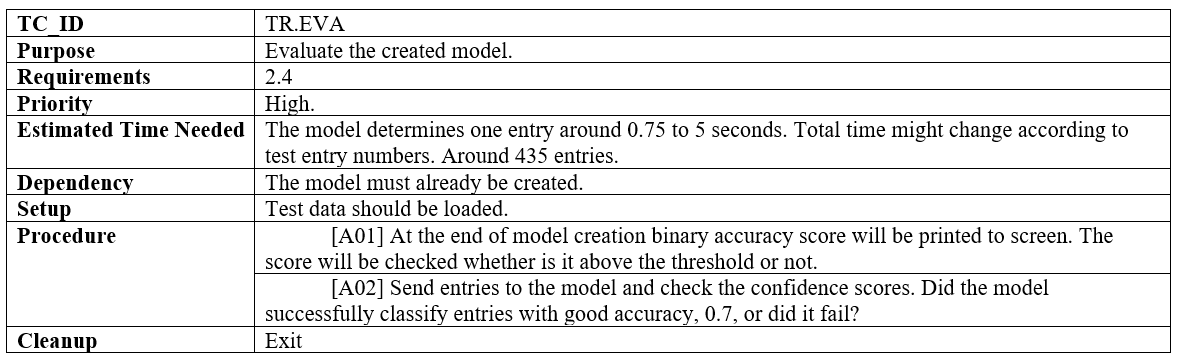 TC_ID TR.EVA
Purpose Evaluate the created model.
Requirements 2.4
Priority High.
Estimated Time Needed The model determines one entry around 0.75 to 5 seconds. Total time might change according to
test entry numbers. Around 435 entries.
Dependency The model must already be created.
Setup Test data should be loaded.
Procedure [A01] At the end of model creation binary accuracy score will be printed to screen. The
score will be checked whether is it above the threshold or not.
[A02] Send entries to the model and check the confidence scores. Did the model
successfully classify entries with good accuracy, 0.7, or did it fail?
Cleanup Exit